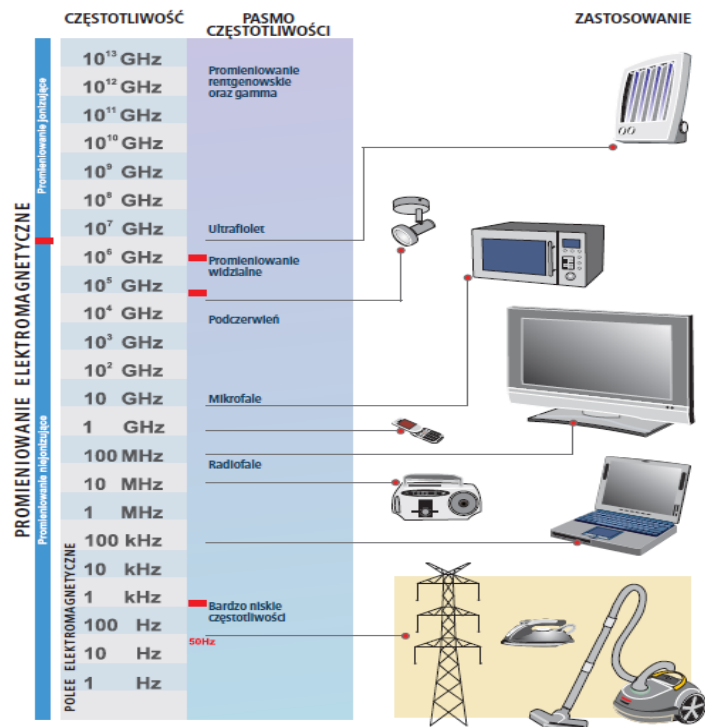 CZĘSTOTLIWOŚĆ
PASMO
CZĘSTOTLIWOŚCI
ZASTOSOWANIE
PROMIENIOWANIE ELEKTROMAGNETYCZNE
Promieniowanie jonizujące
Promieniowanie niejonizujące
POLEE ELEKTROMAGNETYCZNE
10¹³ GHz
10¹² GHz
10¹¹ GHz
10¹⁰ GHz
10⁹ GHz
10⁸ GHz
10⁷ GHz
10⁶ GHz
10⁵ GHz
10⁴ GHz
10³ GHz
10² GHz
10 GHz
1 GHz
100 MHz
10 MHz
1 MHz
100 kHz
10 kHz
1 kHz
100 Hz
10 Hz
1 Hz
Promieniowanie
rentgenowskie
oraz gamma
Ultrafiolet
Promieniowanie
widzialne
Podczerwień
Mikrofale
Radiofale
Bardzo niskie
częstotliwości
50Hz